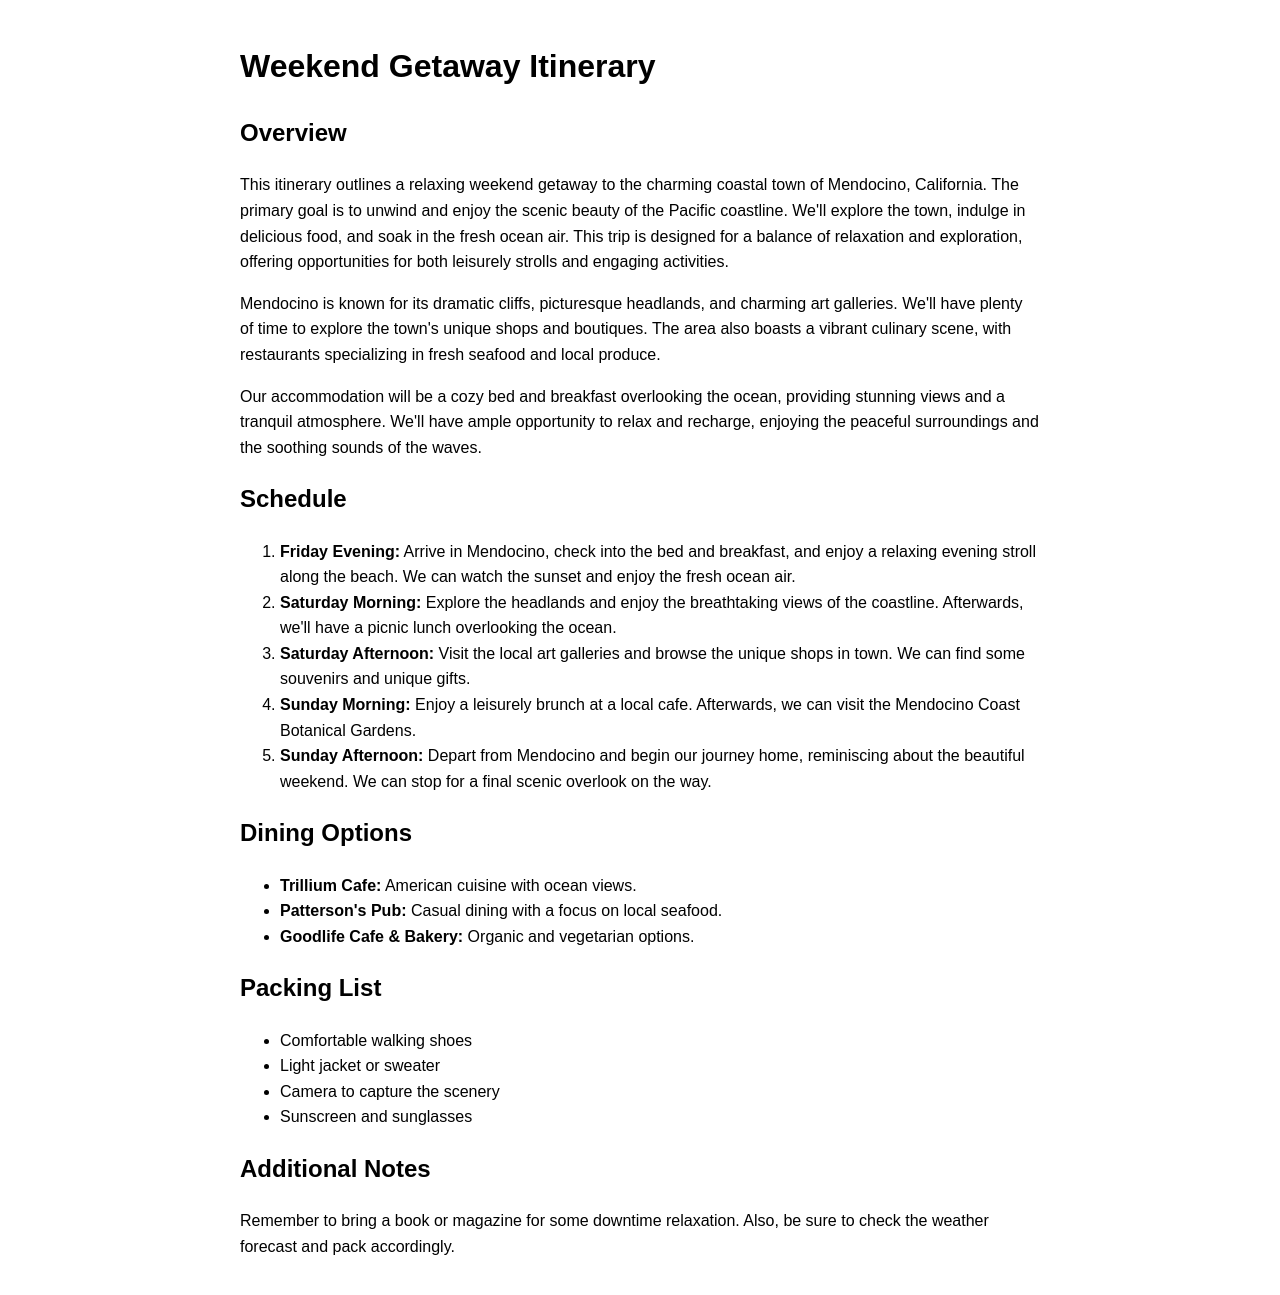 Weekend Getaway Itinerary
Overview
This itinerary outlines a relaxing weekend getaway to the charming coastal town of Mendocino, California. The
primary goal is to unwind and enjoy the scenic beauty of the Pacific coastline. We'll explore the town, indulge in
delicious food, and soak in the fresh ocean air. This trip is designed for a balance of relaxation and exploration,
offering opportunities for both leisurely strolls and engaging activities.
Mendocino is known for its dramatic cliffs, picturesque headlands, and charming art galleries. We'll have plenty
of time to explore the town's unique shops and boutiques. The area also boasts a vibrant culinary scene, with
restaurants specializing in fresh seafood and local produce.
Our accommodation will be a cozy bed and breakfast overlooking the ocean, providing stunning views and a
tranquil atmosphere. We'll have ample opportunity to relax and recharge, enjoying the peaceful surroundings and
the soothing sounds of the waves.
Schedule
1. Friday Evening: Arrive in Mendocino, check into the bed and breakfast, and enjoy a relaxing evening stroll
along the beach. We can watch the sunset and enjoy the fresh ocean air.
2. Saturday Morning: Explore the headlands and enjoy the breathtaking views of the coastline. Afterwards,
we'll have a picnic lunch overlooking the ocean.
3. Saturday Afternoon: Visit the local art galleries and browse the unique shops in town. We can find some
souvenirs and unique gifts.
4. Sunday Morning: Enjoy a leisurely brunch at a local cafe. Afterwards, we can visit the Mendocino Coast
Botanical Gardens.
5. Sunday Afternoon: Depart from Mendocino and begin our journey home, reminiscing about the beautiful
weekend. We can stop for a final scenic overlook on the way.
Dining Options
• Trillium Cafe: American cuisine with ocean views.
• Patterson's Pub: Casual dining with a focus on local seafood.
• Goodlife Cafe & Bakery: Organic and vegetarian options.
Packing List
• Comfortable walking shoes
• Light jacket or sweater
• Camera to capture the scenery
• Sunscreen and sunglasses
Additional Notes
Remember to bring a book or magazine for some downtime relaxation. Also, be sure to check the weather
forecast and pack accordingly.